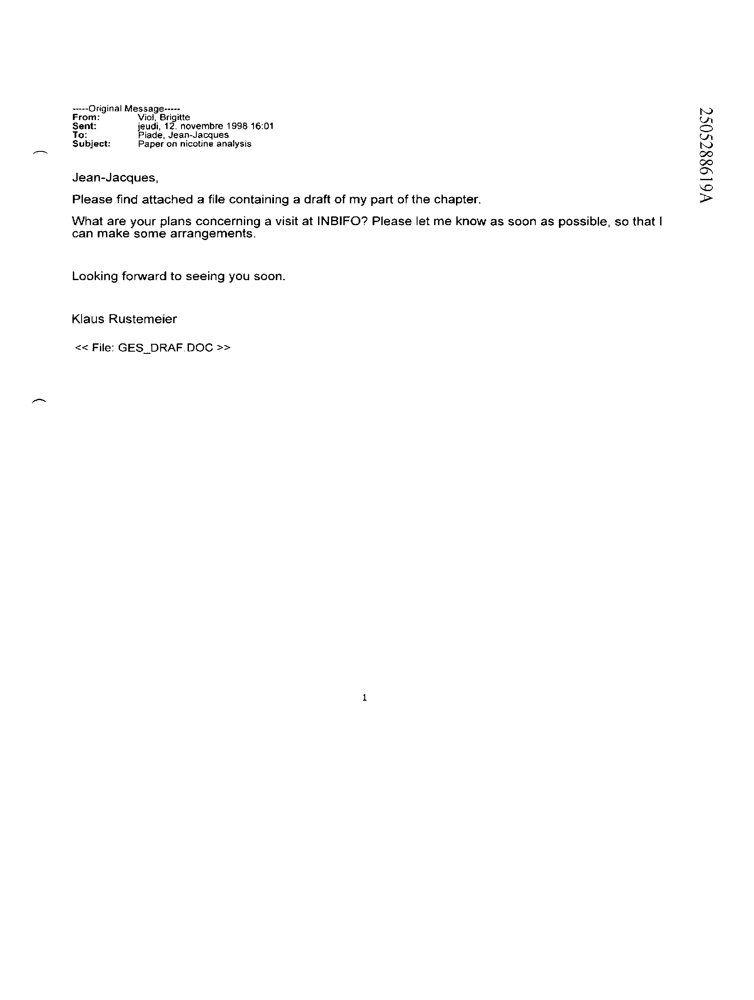 -----Original Message-----
From: Viol, Brigitte
Sent: jeudi, 12. novembre 1998 16:01
To: Piade, Jean-Jacques
Subject: Paper on nicotine analysis
Jean-Jacques,
Please find attached a file containing a draft of my part of the chapter.
What are your plans concerning a visit at INBIFO? Please let me know as soon as possible, so that I
can make some arrangements.
Looking forward to seeing you soon.
Klaus Rustemeier
<< File: GES_DRAF.DOC >>
1
2505288619A